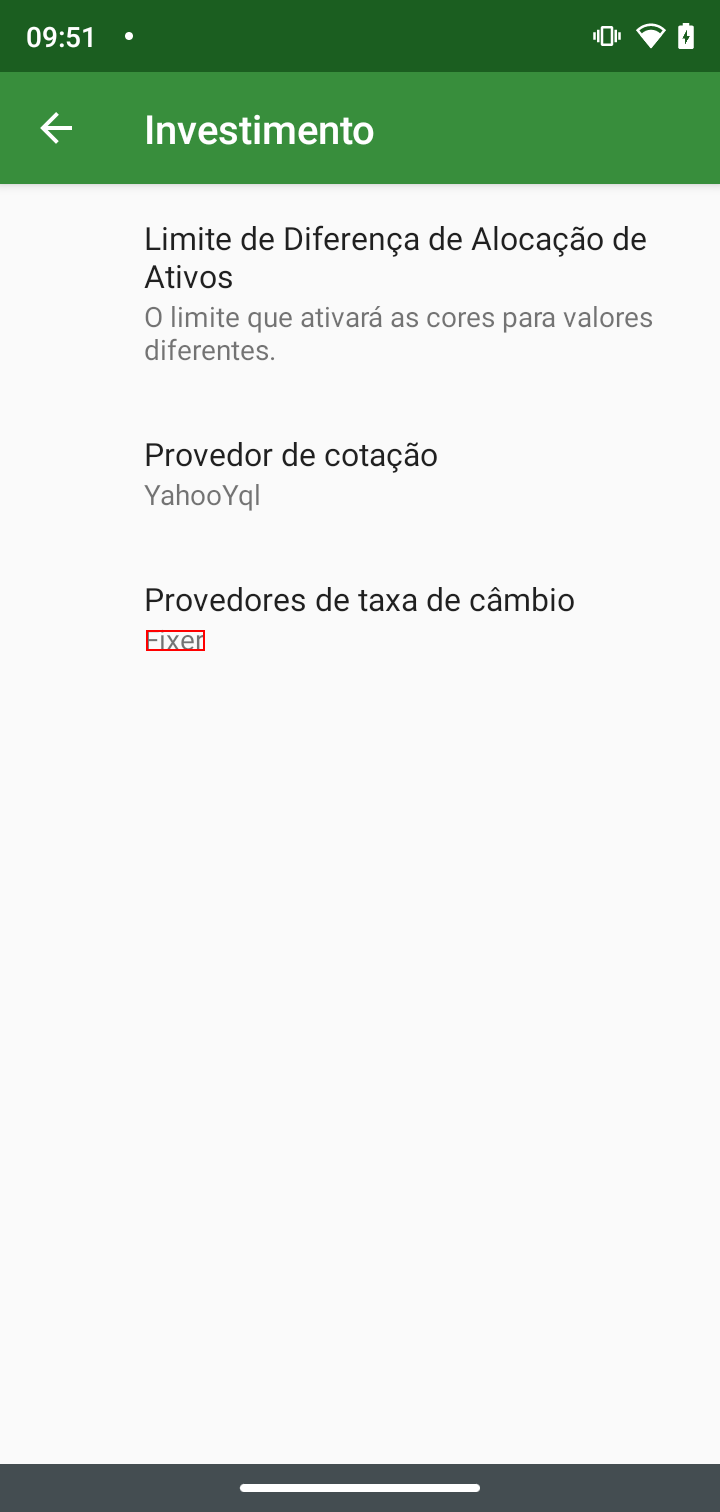 09:51
Investimento
Limite de Diferença de Alocação de
Ativos
O limite que ativará as cores para valores
diferentes.
Provedor de cotação
YahooYql
Provedores de taxa de câmbio
Fixer